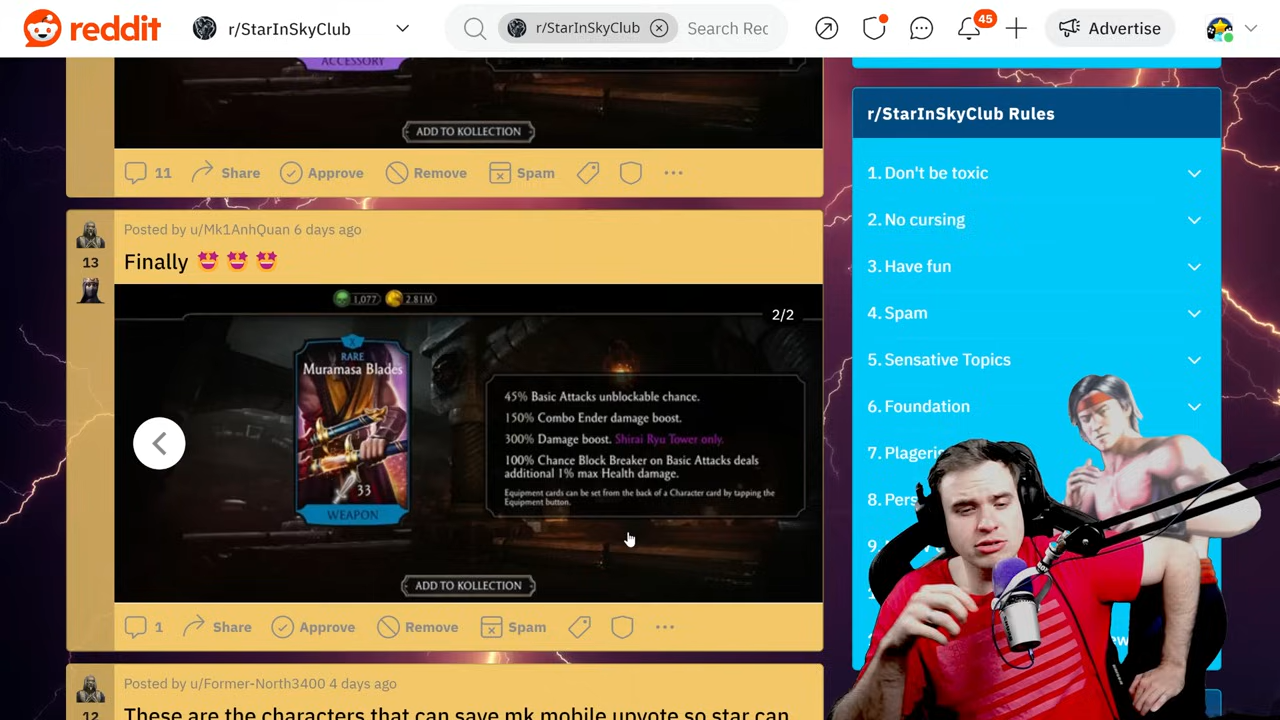 reddit
r/StarInSkyClub
r/StarInSkyClub
Search Rec
45
Advertise
ACCESSORY
ADD TO KOLLECTION
11
Share
Approve
Remove
Spam
Posted by u/Mk1AnhQuan 6 days ago
13
Finally
1,077
2.81M
2/2
X
RARE
Muramasa Blades
33
WEAPON
45% Basic Attacks unblockable chance.
150% Combo Ender damage boost.
300% Damage boost. Shirai Ryu Tower only.
100% Chance Block Breaker on Basic Attacks deals
additional 1% max Health damage.
Equipment cards can be set from the back of a Character card by tapping the
Equipment button.
ADD TO KOLLECTION
1
Share
Approve
Remove
Spam
Posted by u/Former-North3400 4 days ago
12
These are the characters that can save mk mobile upvote so star can
r/StarInSkyClub Rules
1. Don't be toxic
2. No cursing
3. Have fun
4. Spam
5. Sensative Topics
6. Foundation
7. Plageri
8. Pers
9.